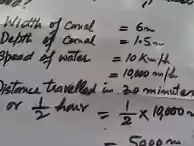 Width of Canal = 6m
Depth of Canal = 1.5m
Speed of water = 10 Km/h
= 10,000 m/h
Distance travelled in 30 minutes
or 1/2 hour = 1/2 × 10,000 m
= 5000 m